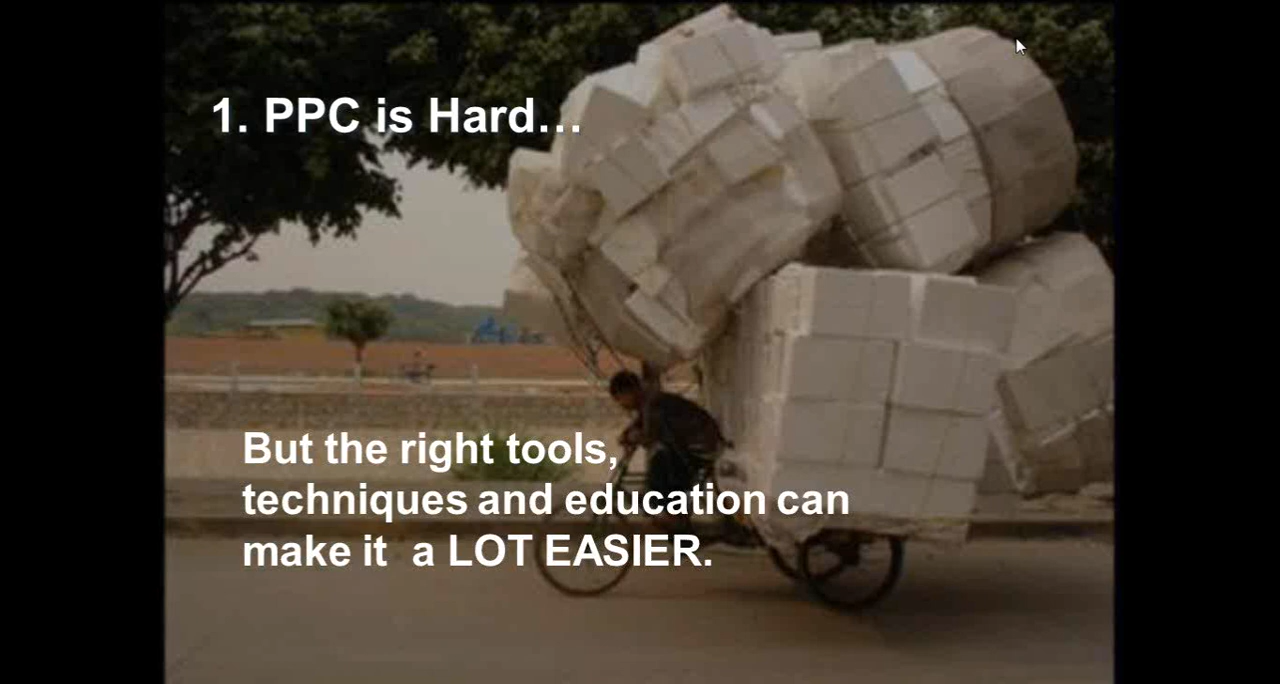 1. PPC is Hard…
But the right tools,
techniques and education can
make it  a LOT EASIER.